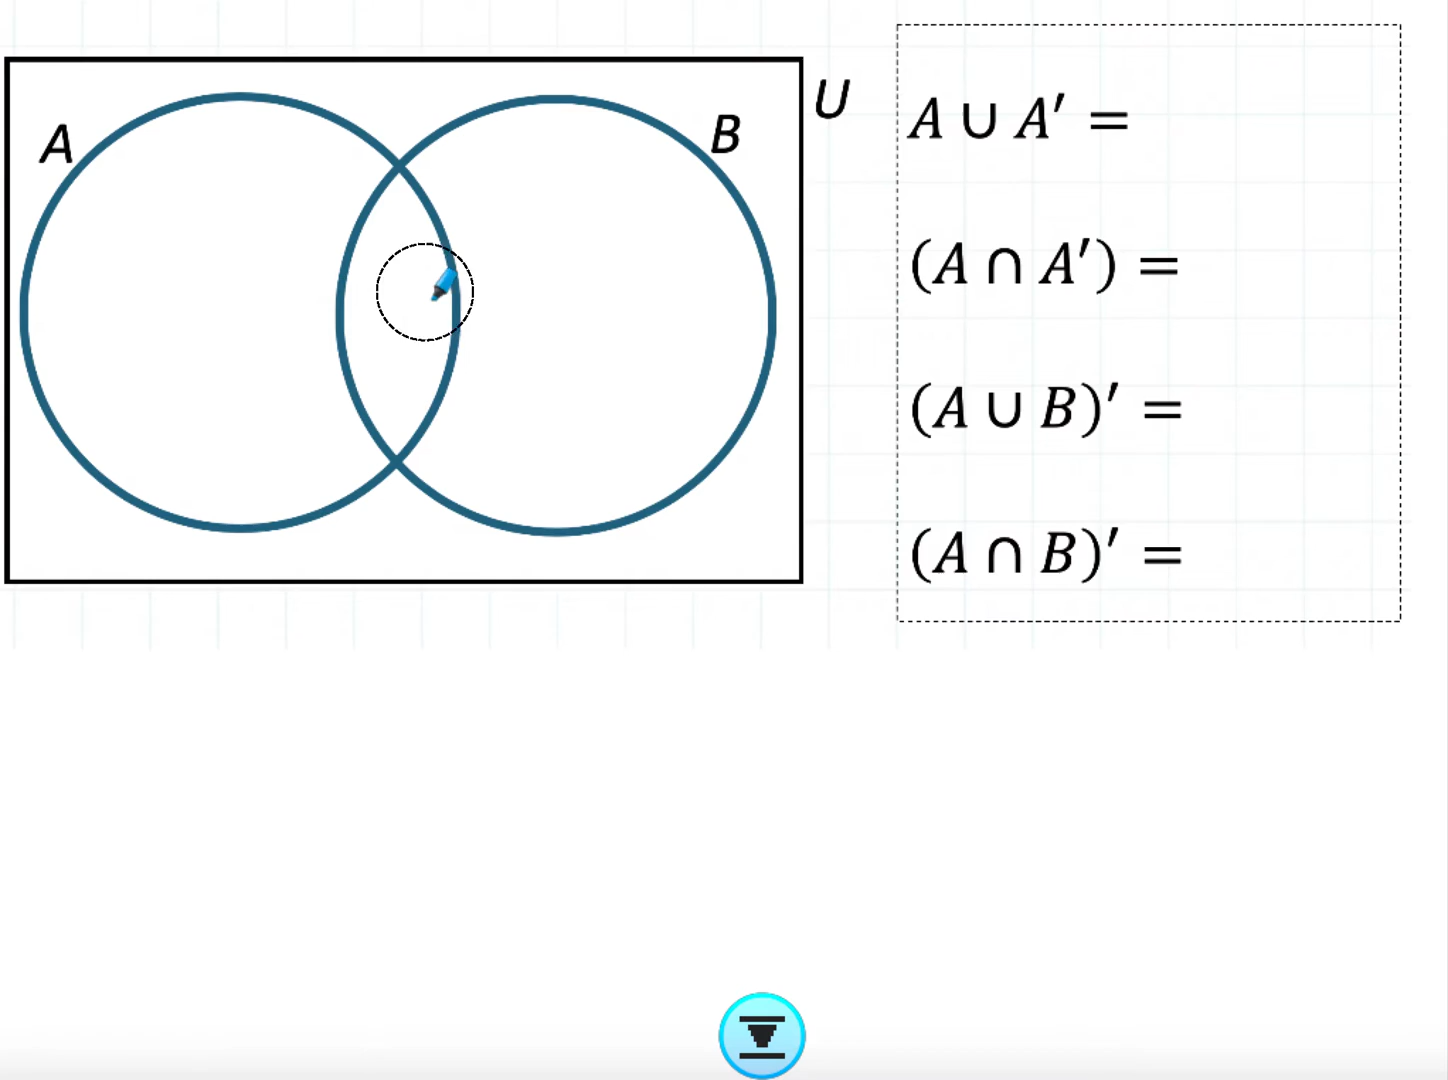 A
B
U
A ∪ A′ =
(A ∩ A′) =
(A ∪ B)′ =
(A ∩ B)′ =